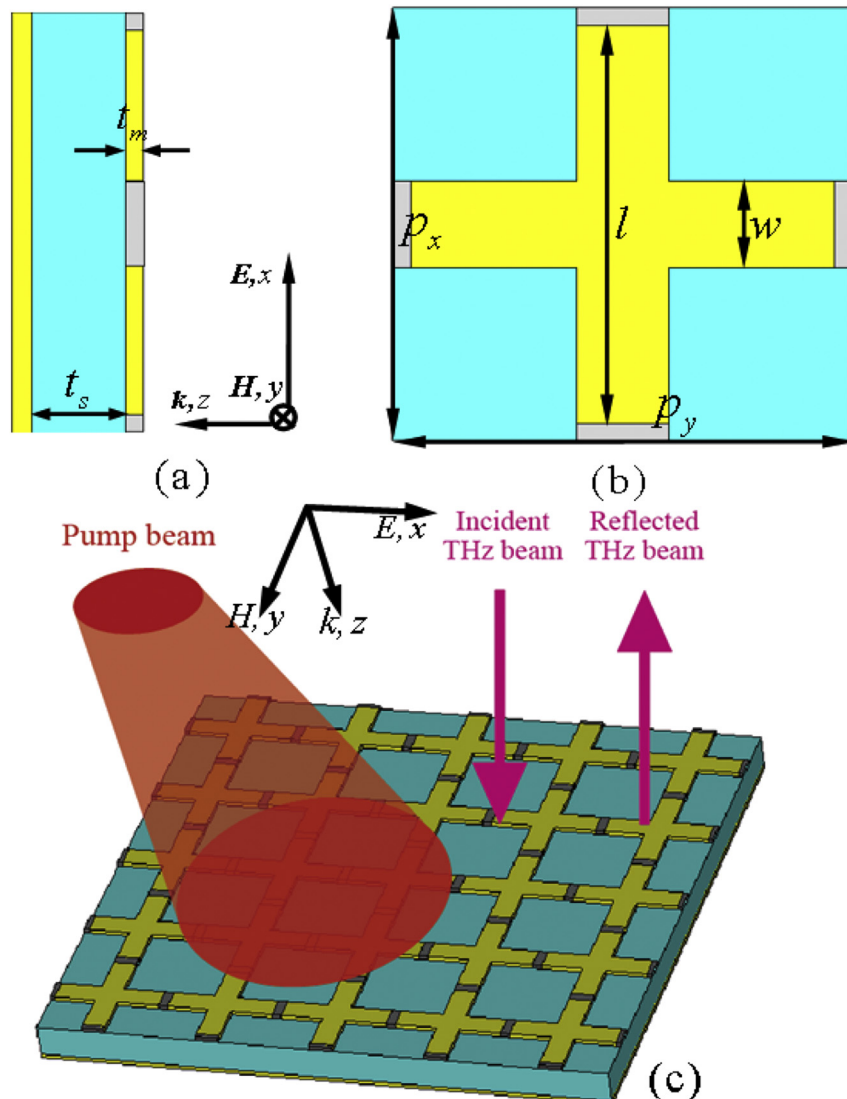 t_m
E,x
H,y
k,z
t_s
(a)
p_x
l
w
p_y
(b)
Pump beam
E,x
H,y
k,z
Incident
THz beam
Reflected
THz beam
(c)